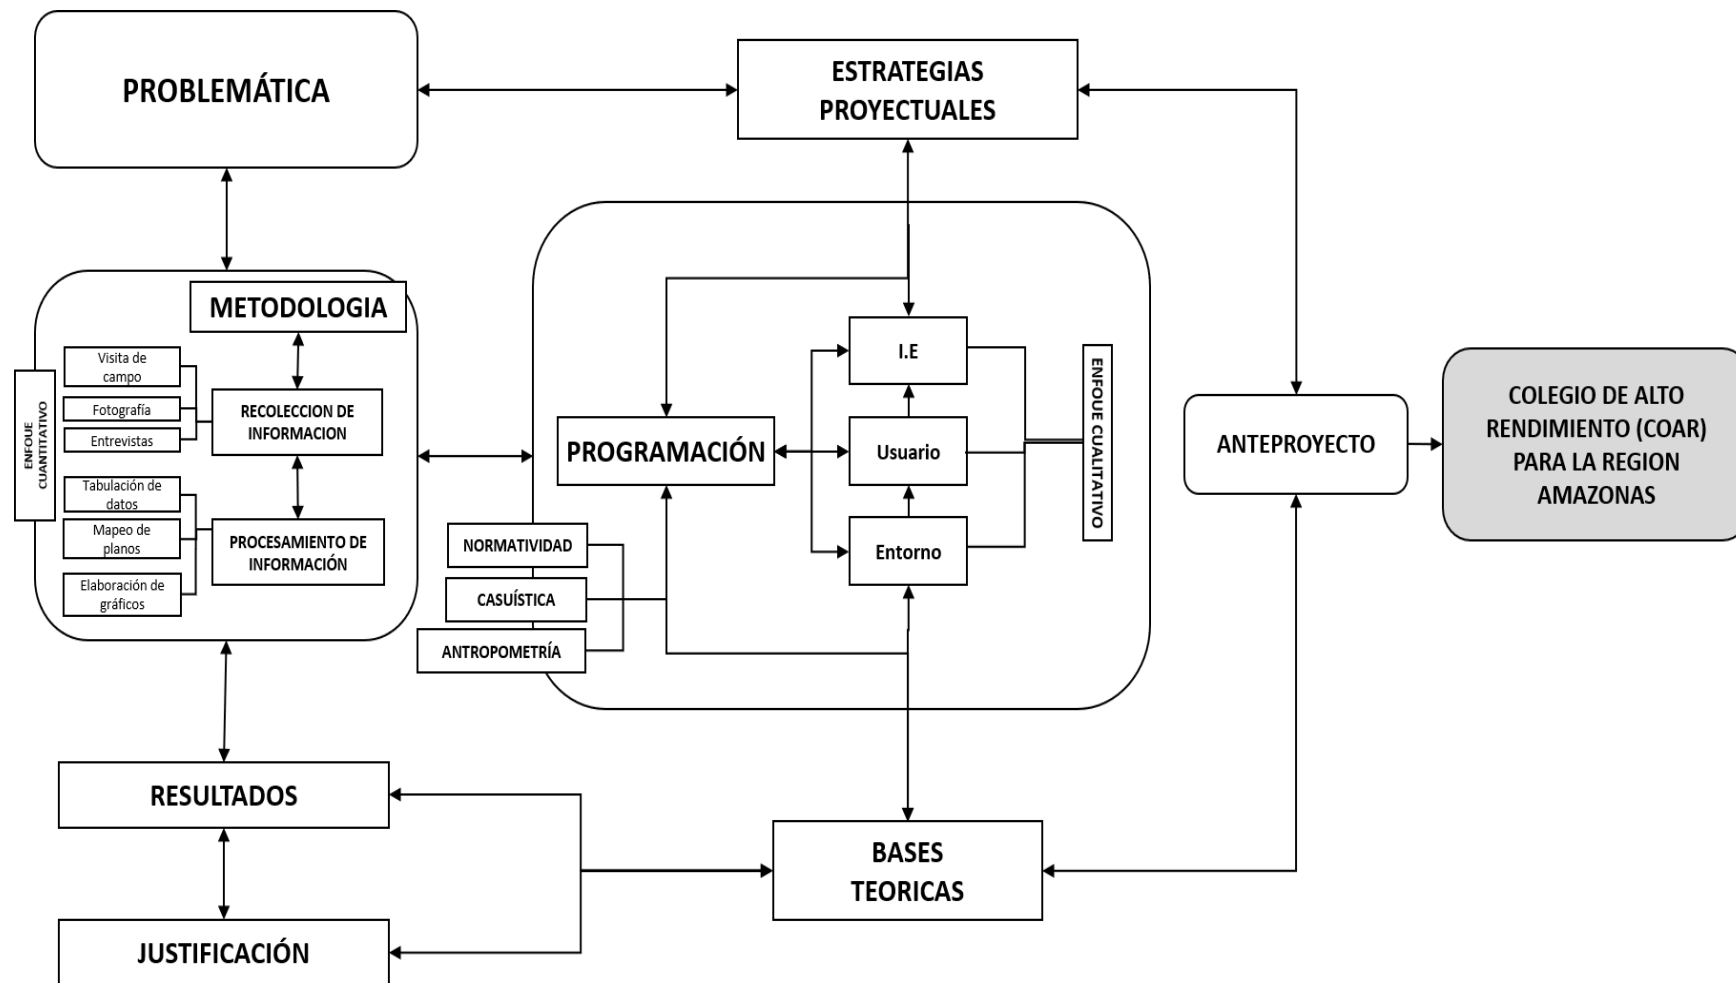 PROBLEMÁTICA
ESTRATEGIAS
PROYECTUALES
METODOLOGIA
Visita de
campo
Fotografía
Entrevistas
RECOLECCION DE
INFORMACION
ENFOQUE
CUANTITATIVO
Tabulación de
datos
Mapeo de
planos
Elaboración de
gráficos
PROCESAMIENTO DE
INFORMACIÓN
I.E
PROGRAMACIÓN
Usuario
Entorno
ENFOQUE CUALITATIVO
NORMATIVIDAD
CASUÍSTICA
ANTROPOMETRÍA
ANTEPROYECTO
COLEGIO DE ALTO
RENDIMIENTO (COAR)
PARA LA REGION
AMAZONAS
RESULTADOS
BASES
TEORICAS
JUSTIFICACIÓN